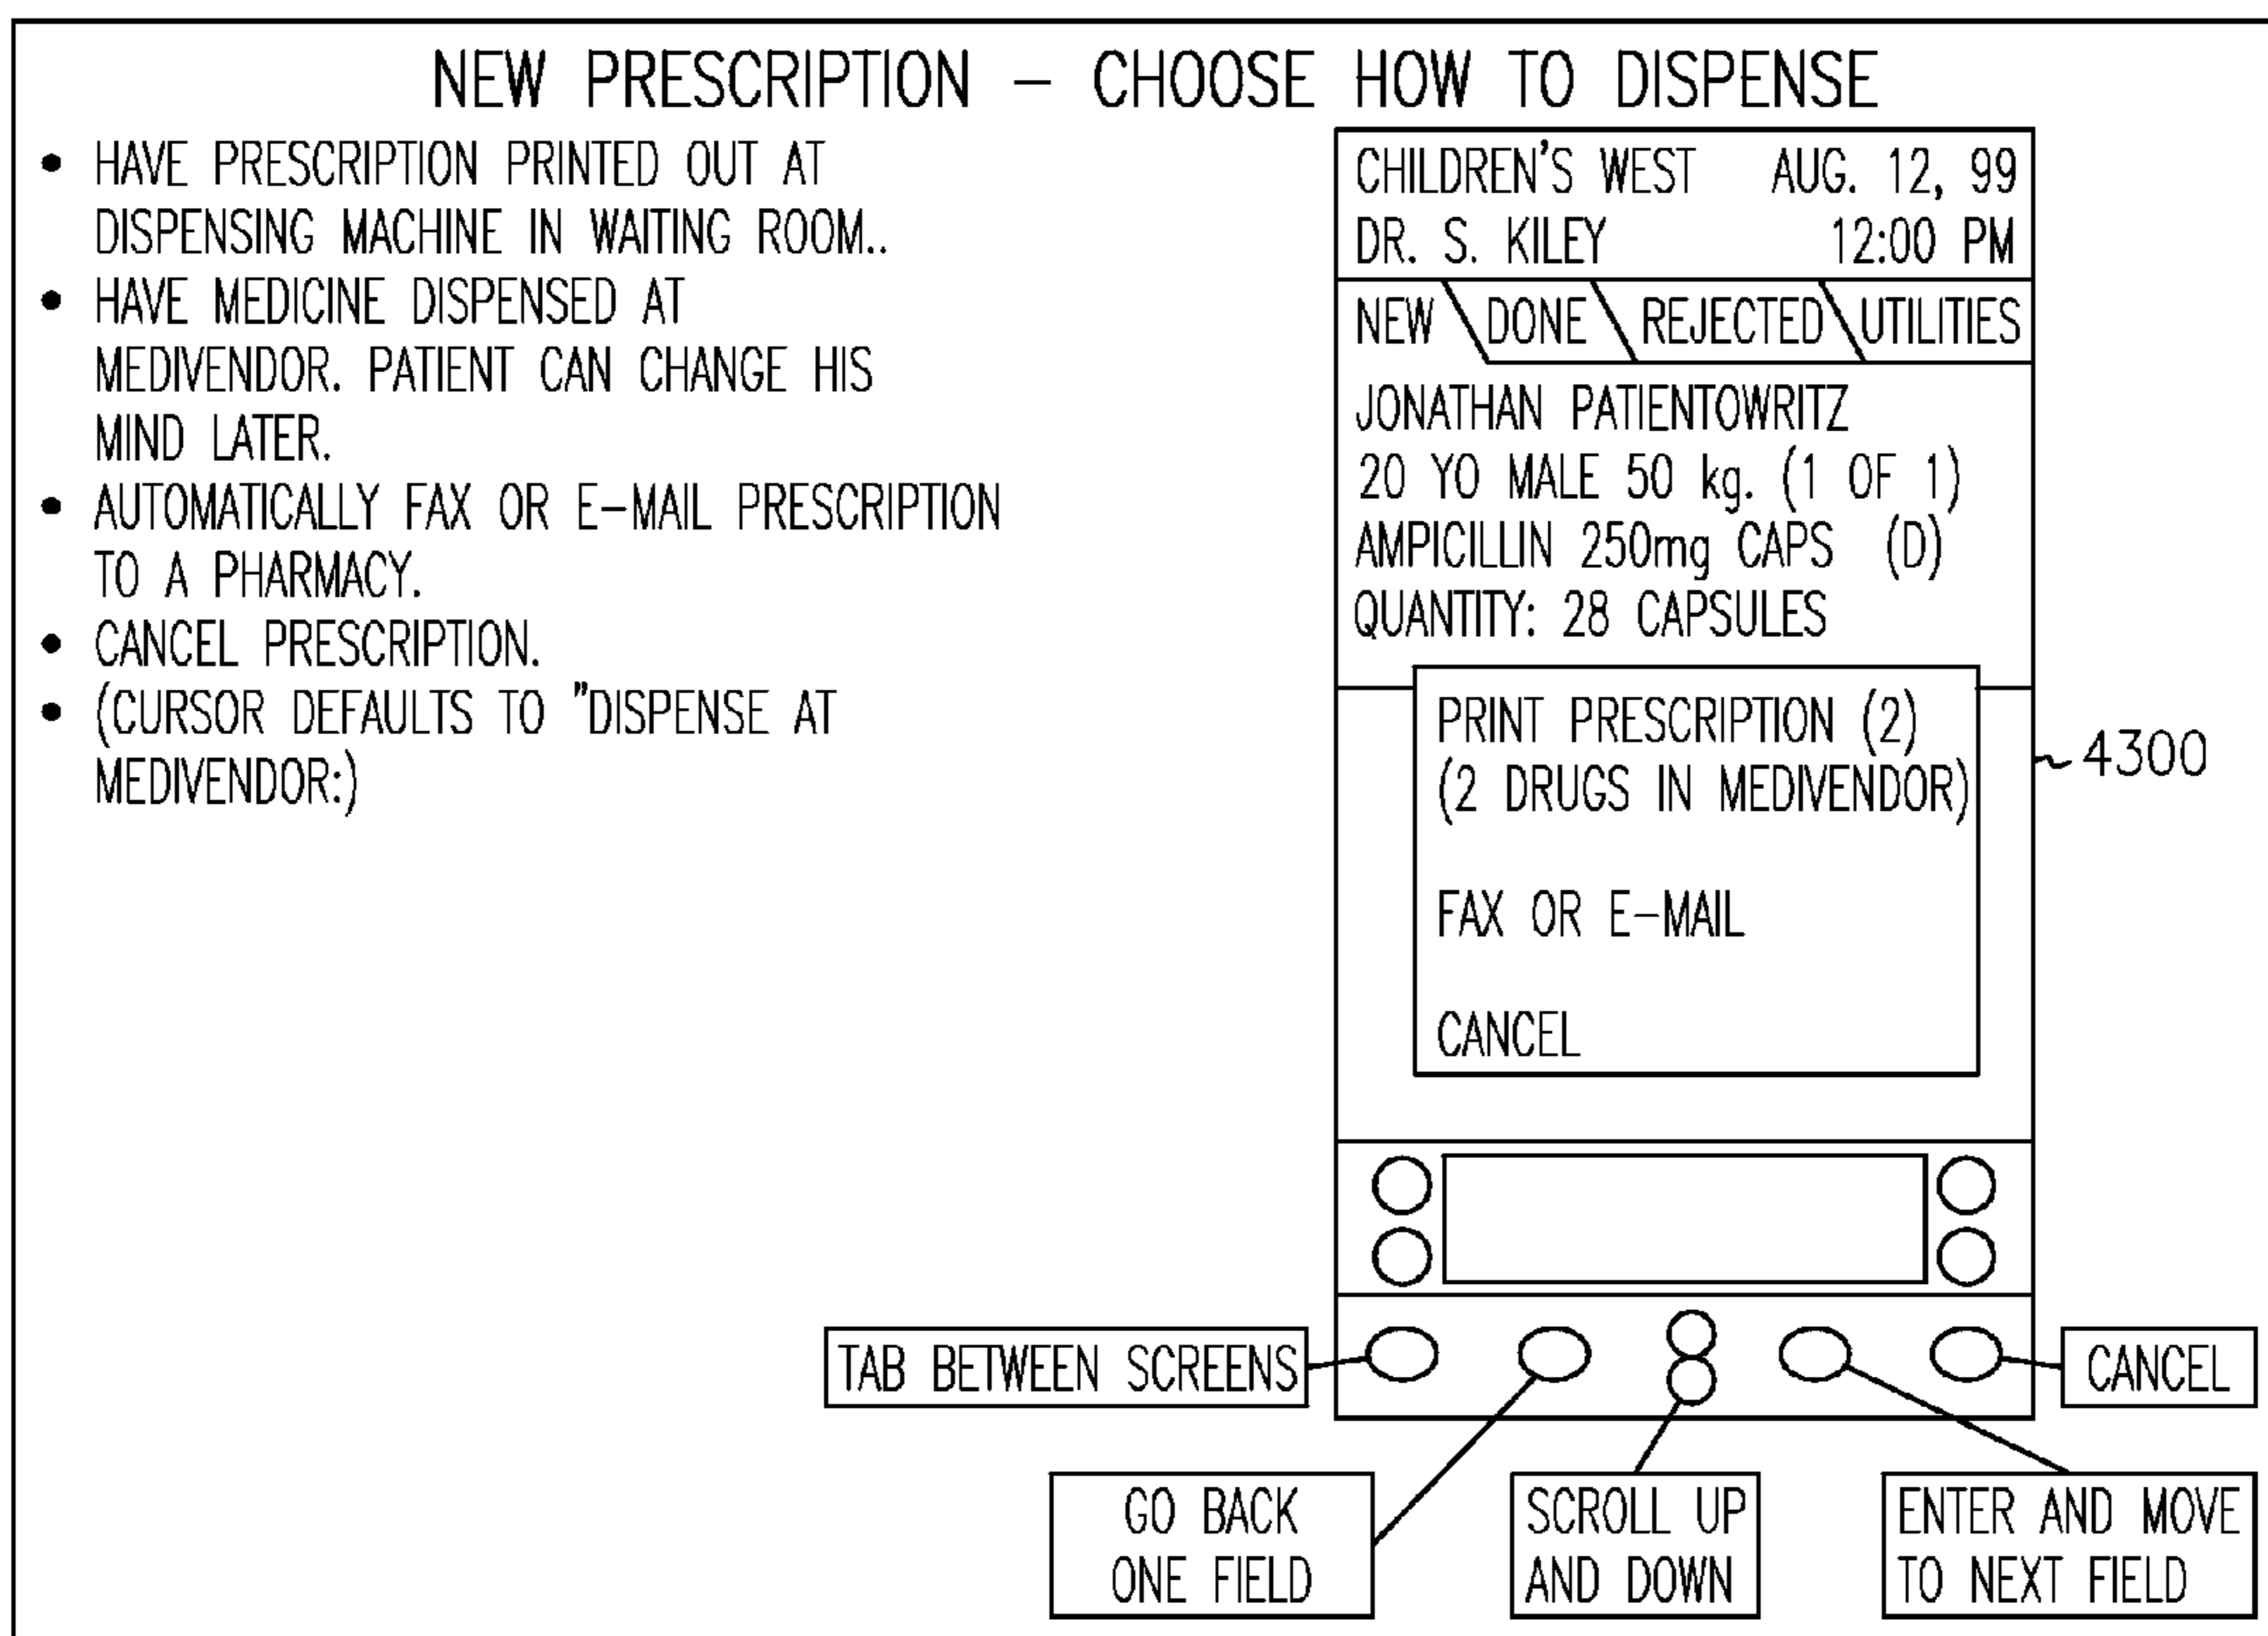 NEW PRESCRIPTION – CHOOSE HOW TO DISPENSE
• HAVE PRESCRIPTION PRINTED OUT AT
DISPENSING MACHINE IN WAITING ROOM..
• HAVE MEDICINE DISPENSED AT
MEDIVENDOR. PATIENT CAN CHANGE HIS
MIND LATER.
• AUTOMATICALLY FAX OR E–MAIL PRESCRIPTION
TO A PHARMACY.
• CANCEL PRESCRIPTION.
• (CURSOR DEFAULTS TO "DISPENSE AT
MEDIVENDOR:)
CHILDREN'S WEST AUG. 12, 99
DR. S. KILEY 12:00 PM
NEW DONE REJECTED UTILITIES
JONATHAN PATIENTOWRITZ
20 YO MALE 50 kg. (1 OF 1)
AMPICILLIN 250mg CAPS (D)
QUANTITY: 28 CAPSULES
PRINT PRESCRIPTION (2)
(2 DRUGS IN MEDIVENDOR)
FAX OR E–MAIL
CANCEL
4300
TAB BETWEEN SCREENS
CANCEL
GO BACK
ONE FIELD
SCROLL UP
AND DOWN
ENTER AND MOVE
TO NEXT FIELD